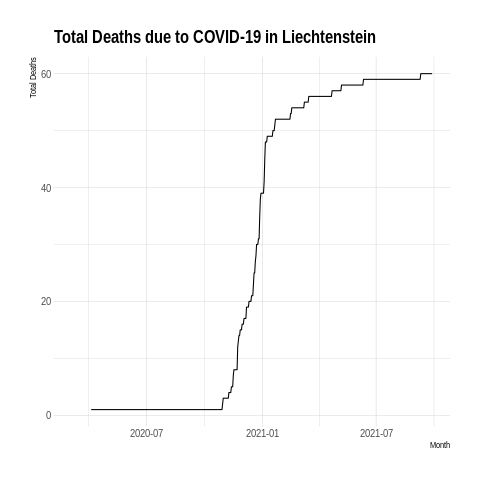 Total Deaths due to COVID-19 in Liechtenstein
Total Deaths
60
40
20
0
2020-07 2021-01 2021-07
Month